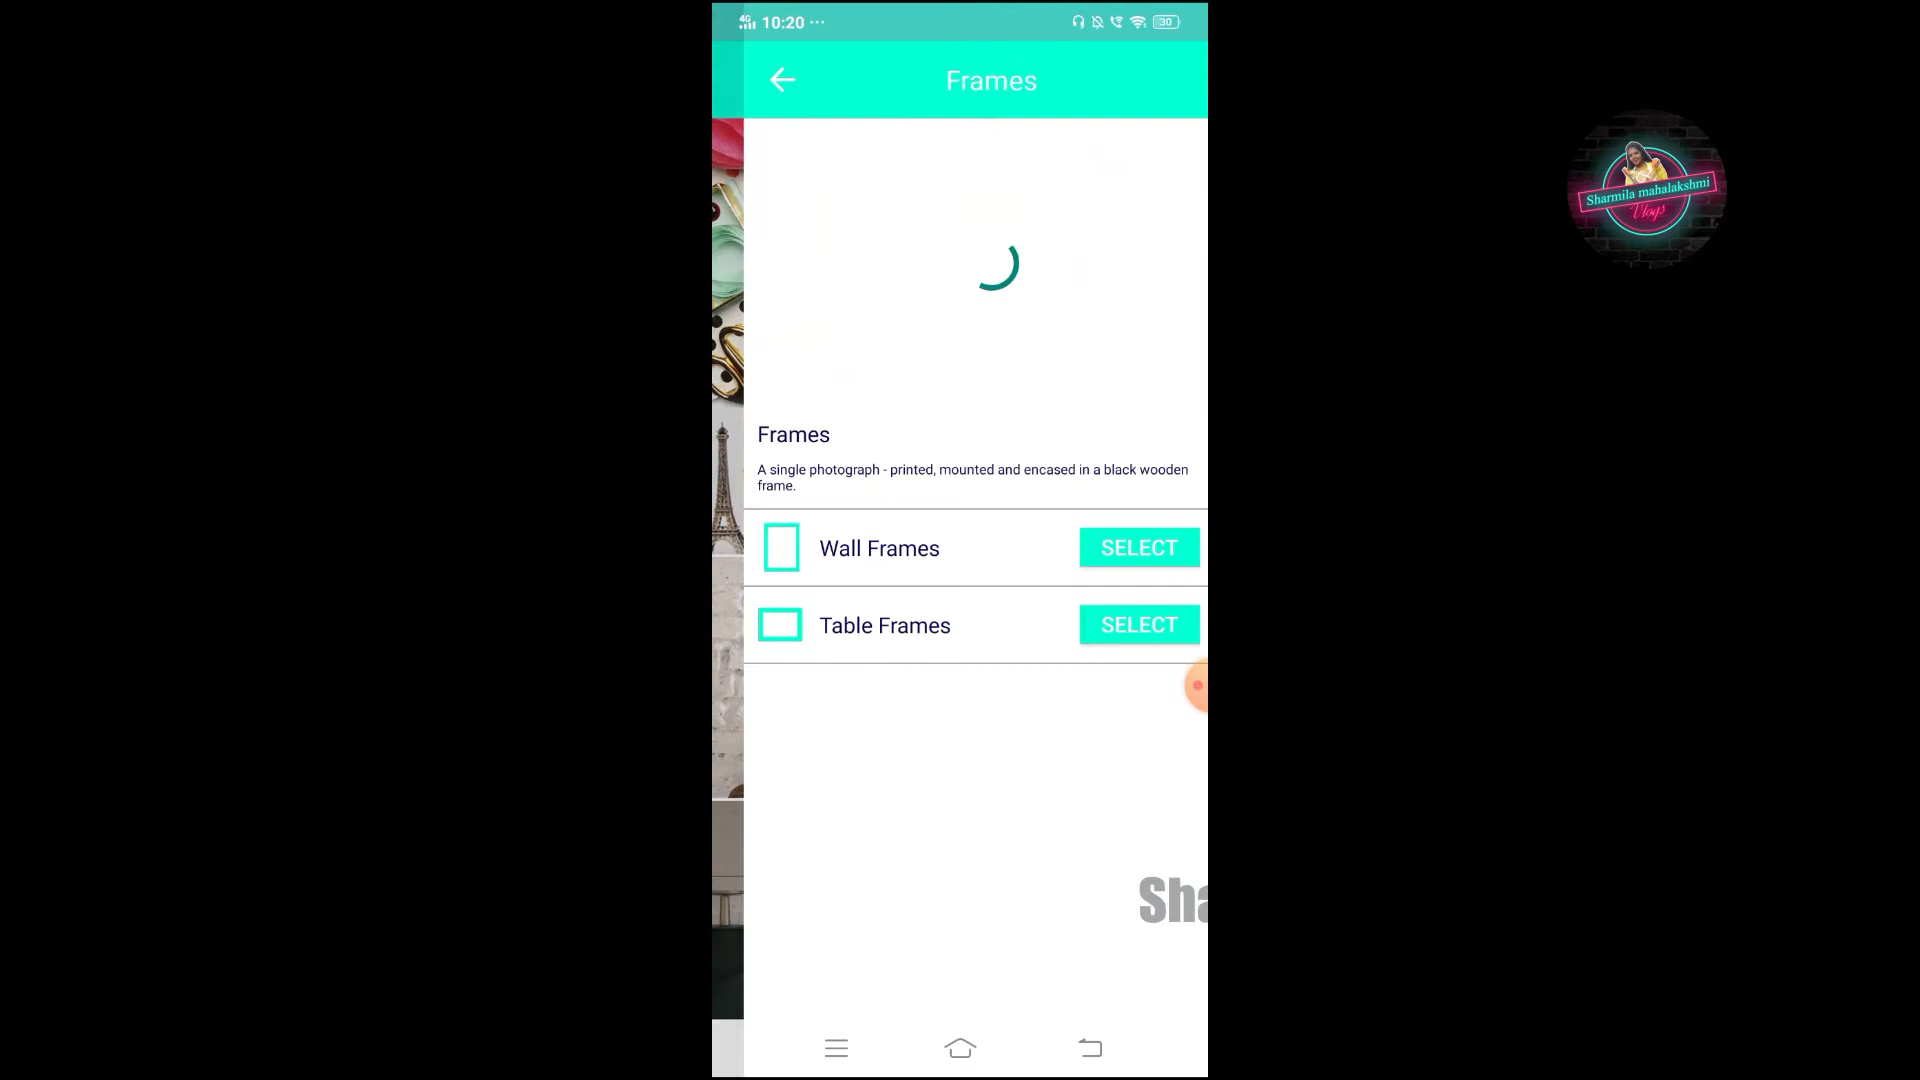 4G 10:20 ...
30
Frames
Sharmila mahalakshmi
Vlogs
Frames
A single photograph - printed, mounted and encased in a black wooden
frame.
Wall Frames SELECT
Table Frames SELECT
Sha